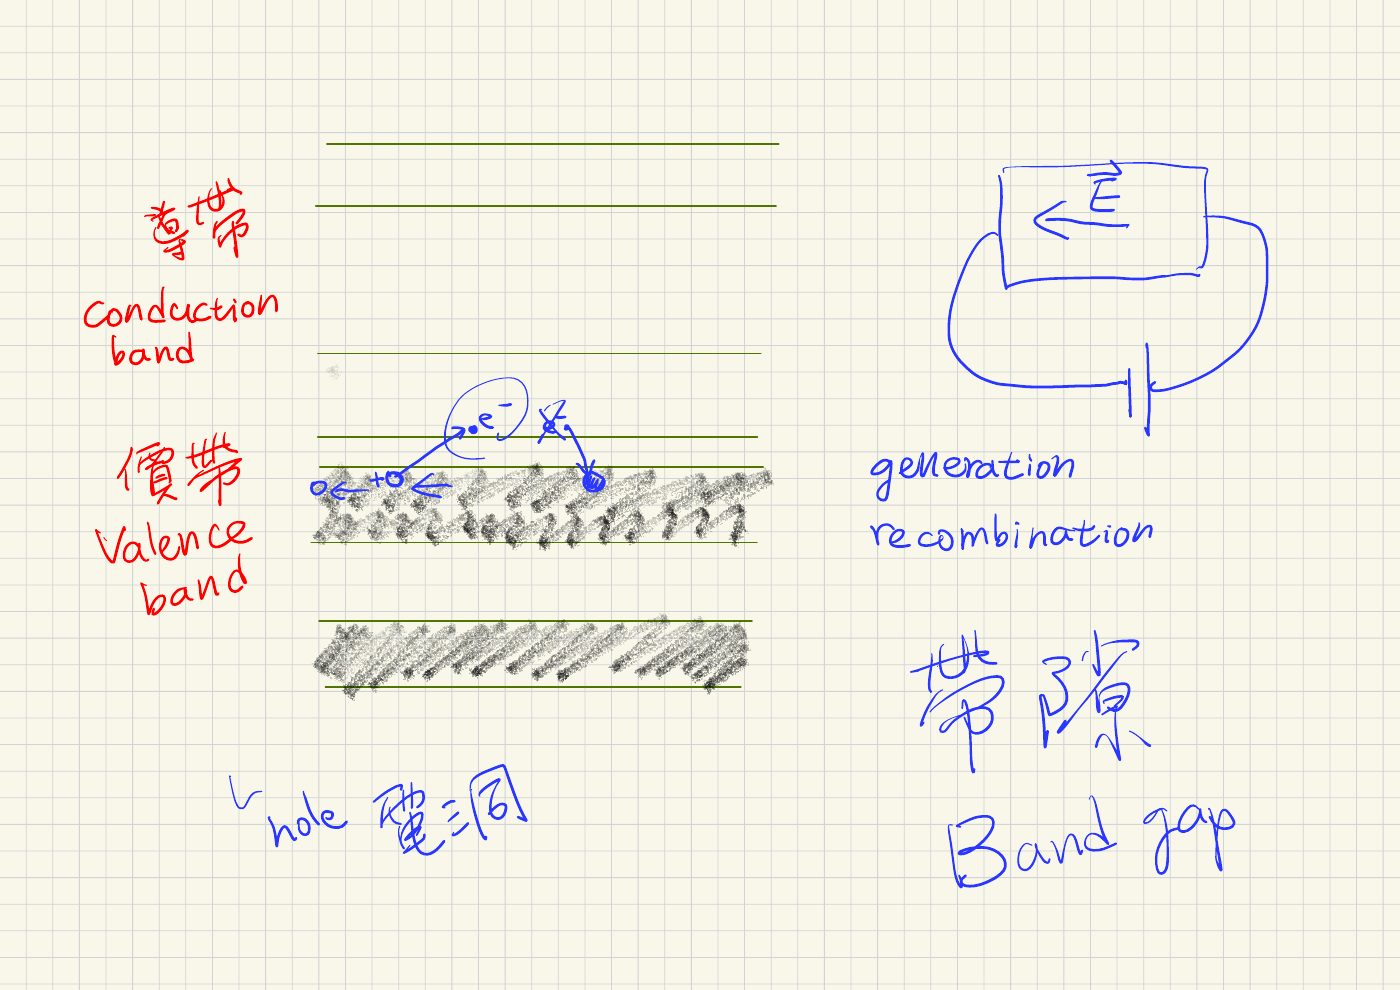 導帶
Conduction
band
價帶
Valence
band
e⁻
+
hole 電洞
E
generation
recombination
帶隙
Band gap